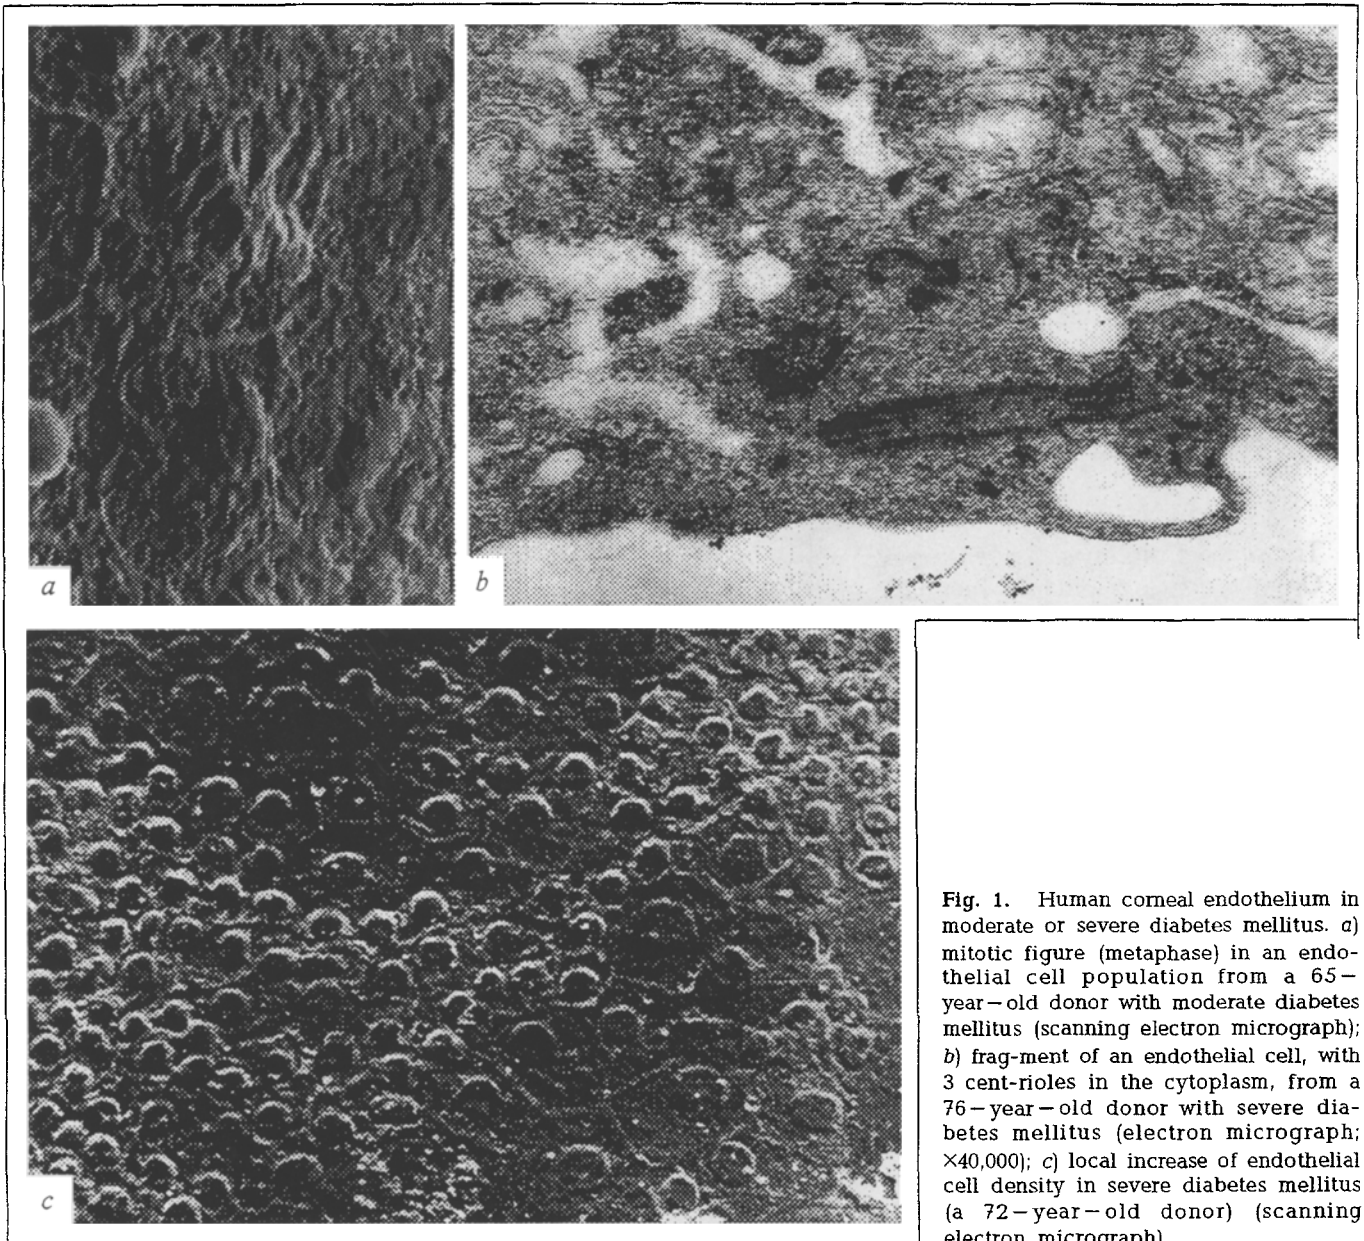 a
b
c
Fig. 1. Human corneal endothelium in
moderate or severe diabetes mellitus. a)
mitotic figure (metaphase) in an endo-
thelial cell population from a 65–
year–old donor with moderate diabetes
mellitus (scanning electron micrograph);
b) frag-ment of an endothelial cell, with
3 cent-rioles in the cytoplasm, from a
76–year–old donor with severe dia-
betes mellitus (electron micrograph;
×40,000); c) local increase of endothelial
cell density in severe diabetes mellitus
(a 72–year–old donor) (scanning
electron micrograph)